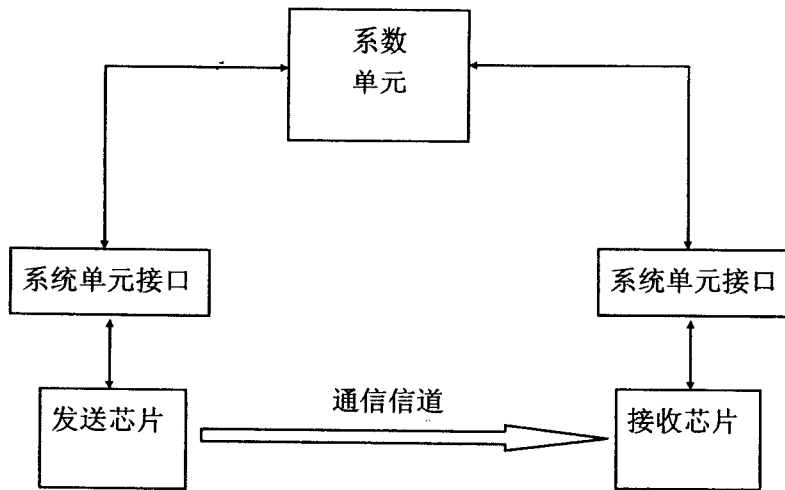 系数
单元
系统单元接口
系统单元接口
发送芯片
通信信道
接收芯片